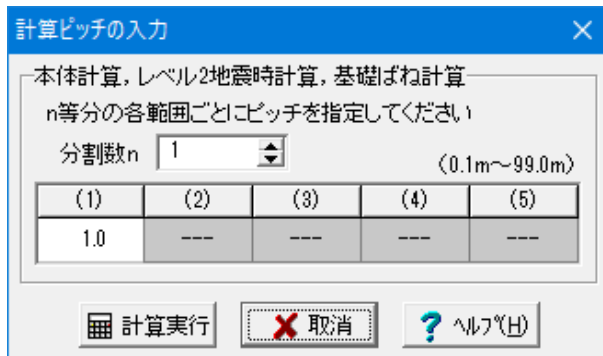 計算ピッチの入力
本体計算，レベル2地震時計算，基礎ばね計算
n等分の各範囲ごとにピッチを指定してください
分割数n 1 (0.1m～99.0m)
(1) (2) (3) (4) (5)
1.0 --- --- --- ---
計算実行 取消 ? ﾍﾙﾌﾟ(H)